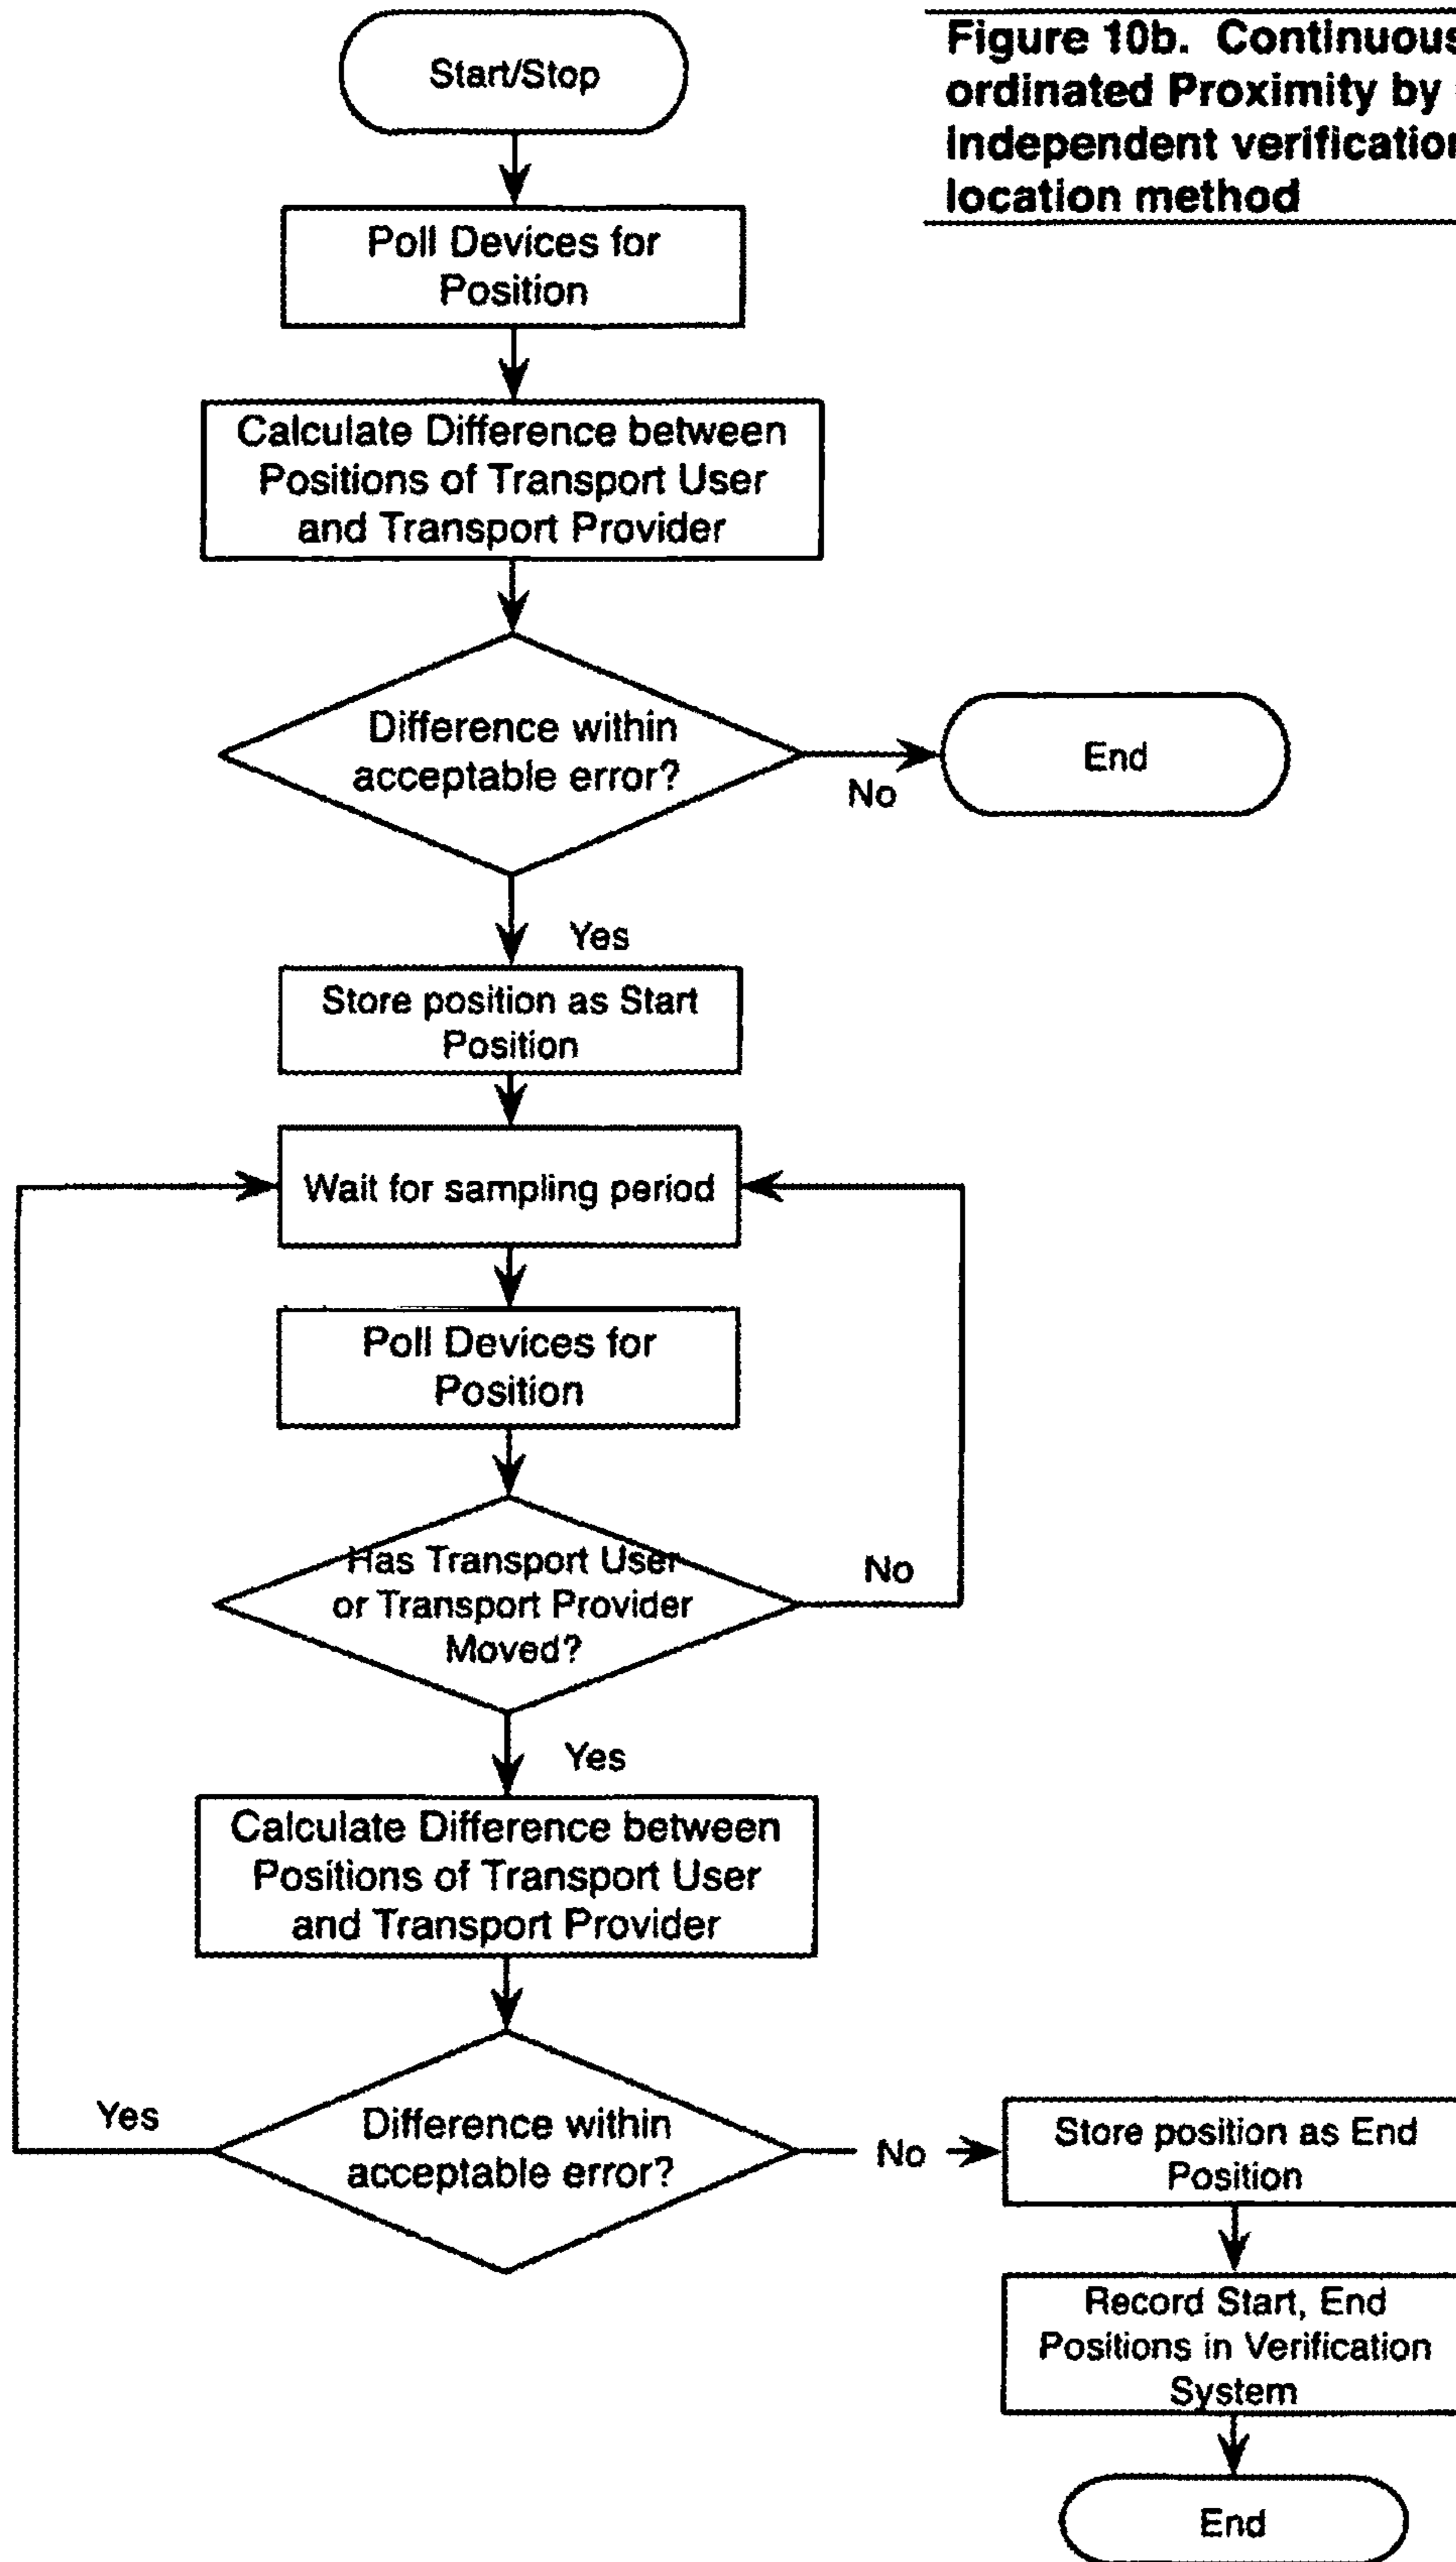 Start/Stop
Figure 10b. Continuous
ordinated Proximity by
Independent verification
location method
Poll Devices for
Position
Calculate Difference between
Positions of Transport User
and Transport Provider
Difference within
acceptable error?
No
End
Yes
Store position as Start
Position
Wait for sampling period
Poll Devices for
Position
Has Transport User
or Transport Provider
Moved?
No
Yes
Calculate Difference between
Positions of Transport User
and Transport Provider
Difference within
acceptable error?
Yes
No
Store position as End
Position
Record Start, End
Positions in Verification
System
End